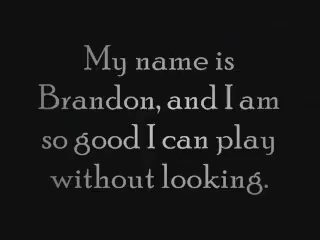 My name is
Brandon, and I am
so good I can play
without looking.